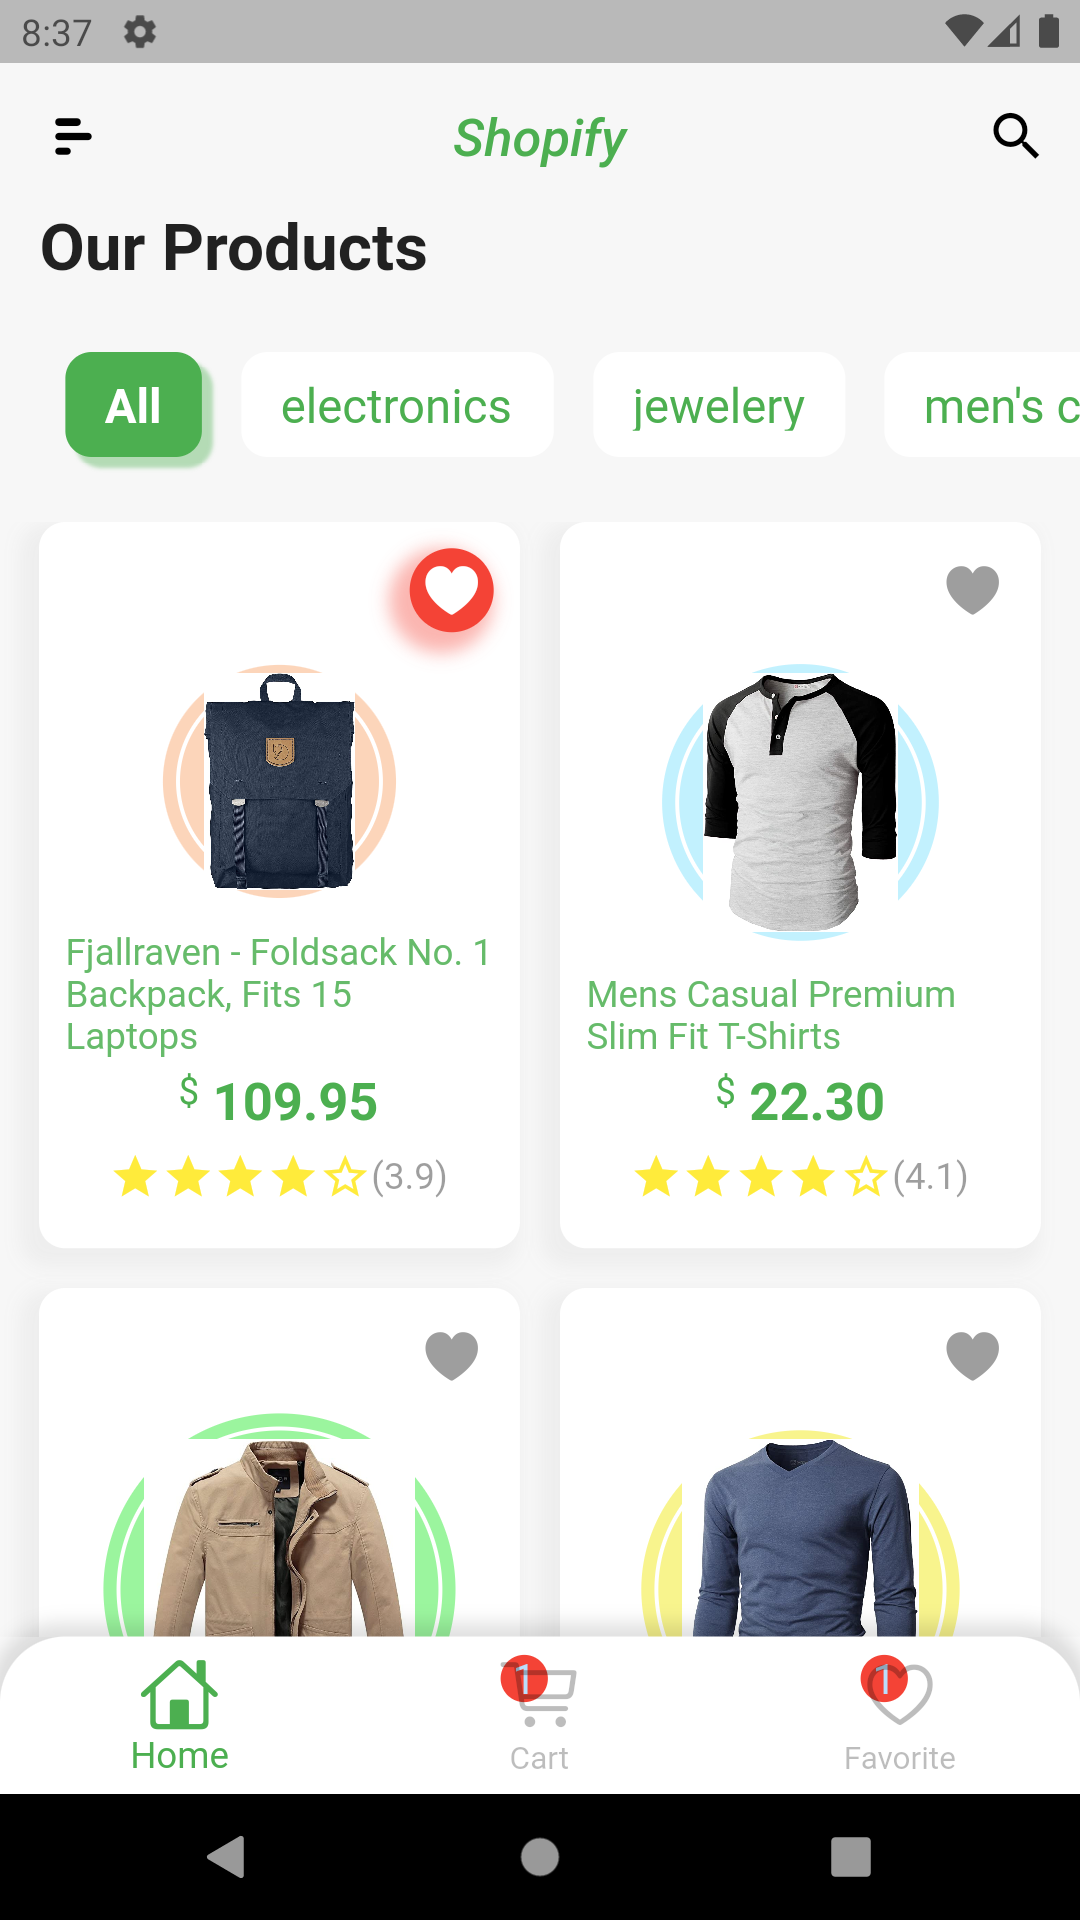 8:37
Shopify
Our Products
All
electronics
jewelery
men's c
Fjallraven - Foldsack No. 1
Backpack, Fits 15
Laptops
$ 109.95
(3.9)
Mens Casual Premium
Slim Fit T-Shirts
$ 22.30
(4.1)
Home
1
Cart
1
Favorite